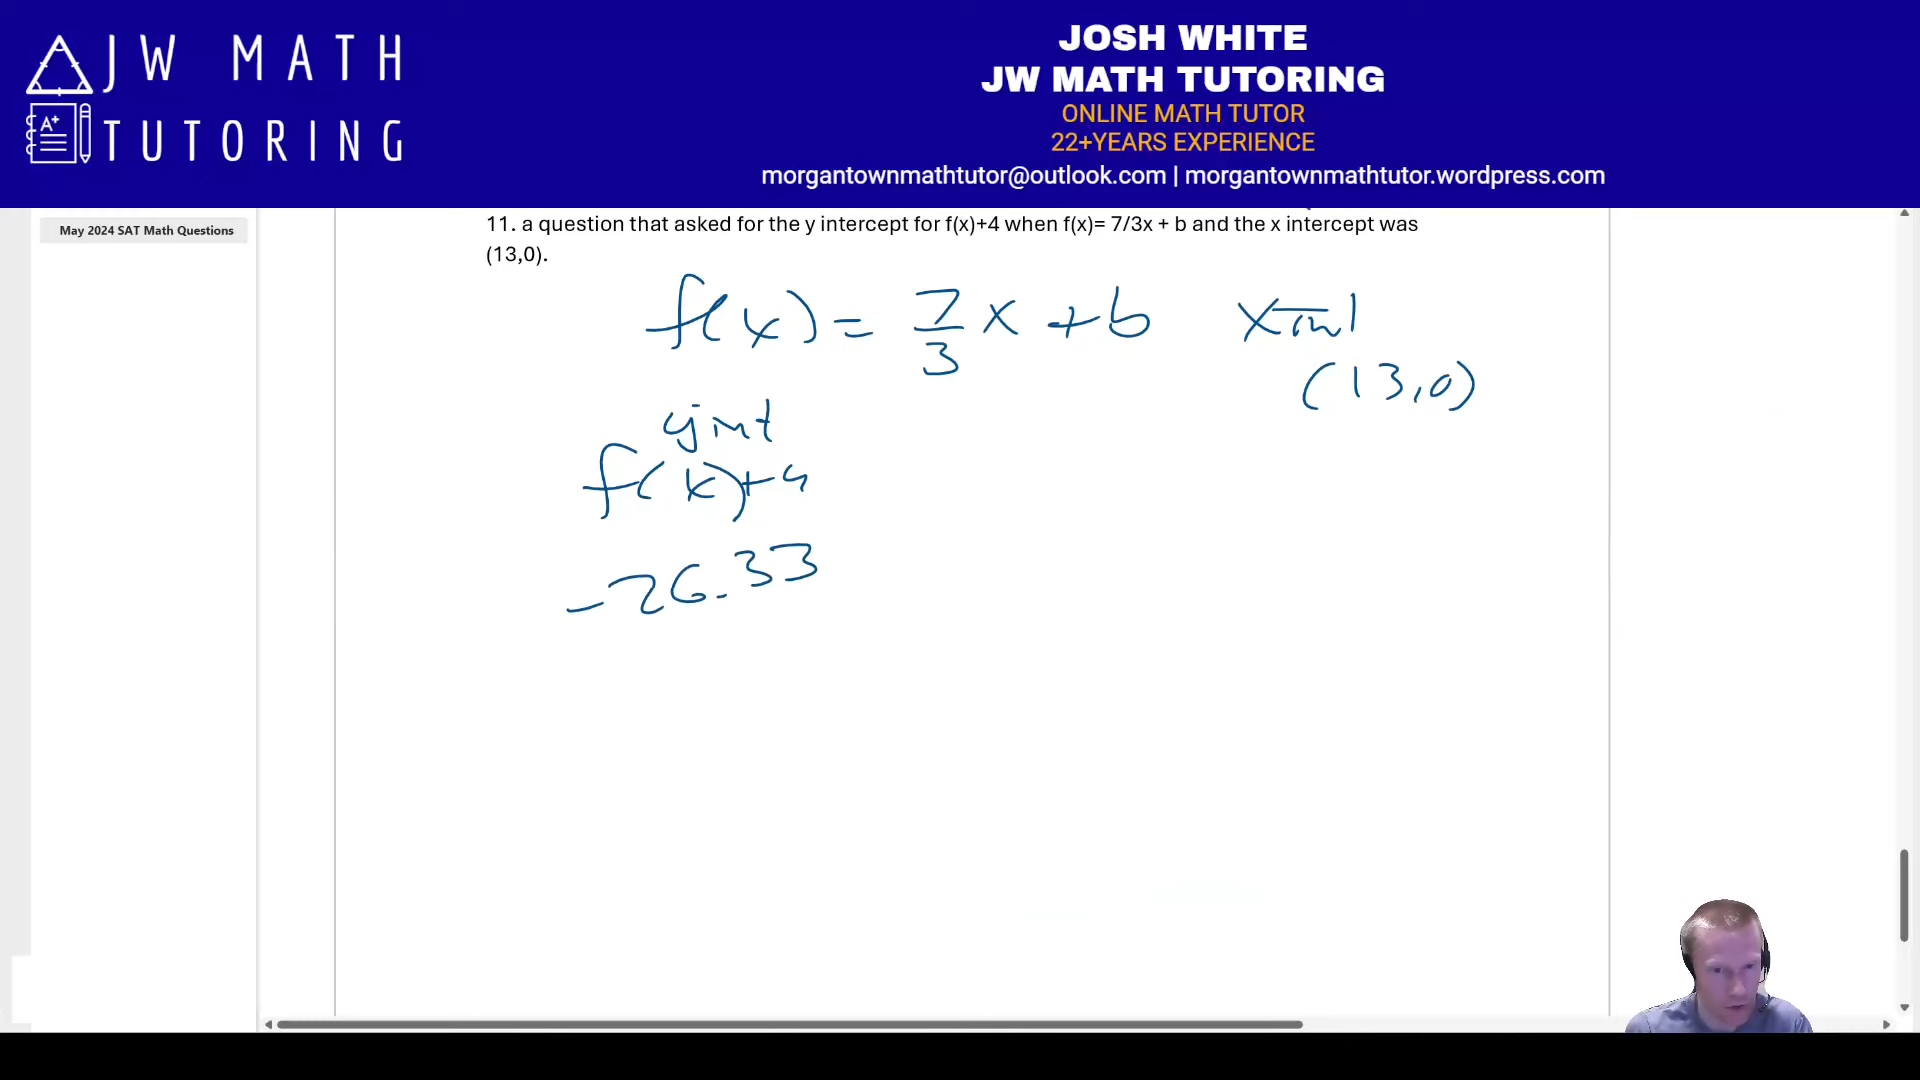 JW MATH
TUTORING
A+
JOSH WHITE
JW MATH TUTORING
ONLINE MATH TUTOR
22+YEARS EXPERIENCE
morgantownmathtutor@outlook.com | morgantownmathtutor.wordpress.com
May 2024 SAT Math Questions
11. a question that asked for the y intercept for f(x)+4 when f(x)= 7/3x + b and the x intercept was
(13,0).
f(x) = 7/3 x + b x int
(13,0)
y int
f(x)+4
-26.33